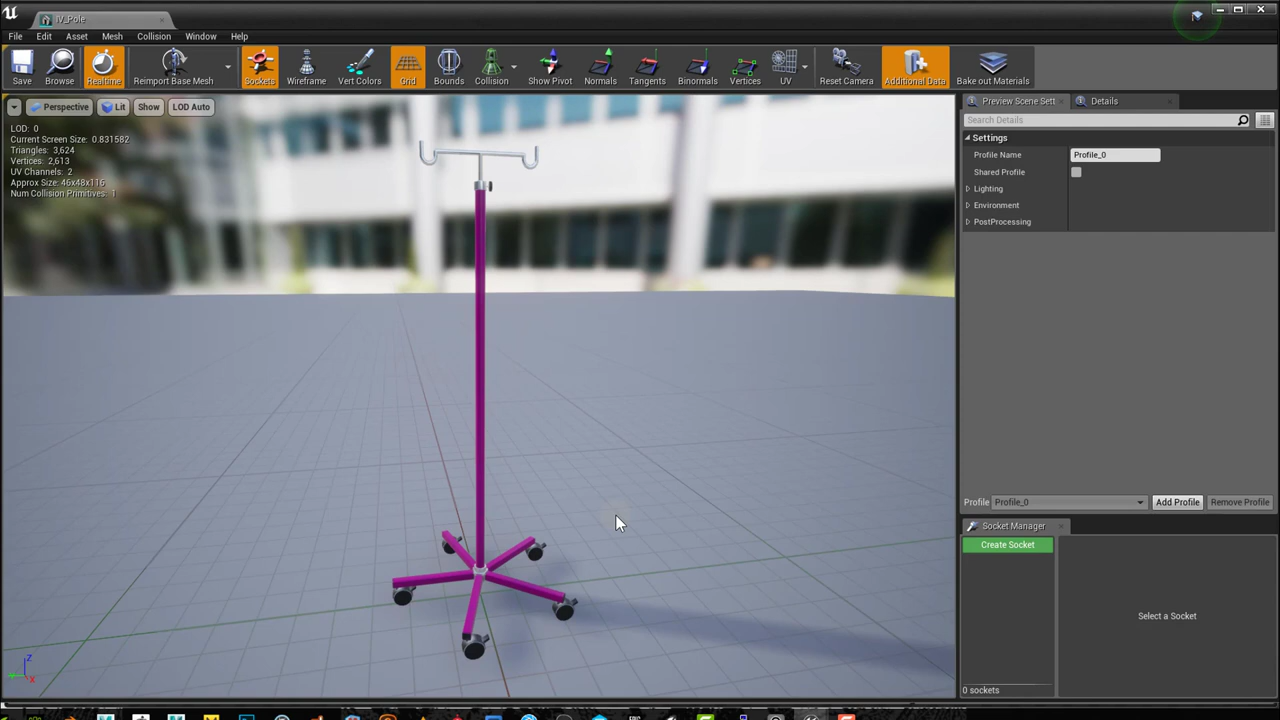 IV_Pole
File Edit Asset Mesh Collision Window Help
Save Browse Realtime Reimport Base Mesh Sockets Wireframe Vert Colors Grid Bounds Collision Show Pivot Normals Tangents Binormals Vertices UV Reset Camera Additional Data Bake out Materials
Perspective Lit Show LOD Auto
LOD: 0
Current Screen Size: 0.831582
Triangles: 3,624
Vertices: 2,613
UV Channels: 2
Approx Size: 46x48x116
Num Collision Primitives: 1
Z
X
Preview Scene Sett Details
Search Details
Settings
Profile Name Profile_0
Shared Profile
Lighting
Environment
PostProcessing
Profile Profile_0 Add Profile Remove Profile
Socket Manager
Create Socket
Select a Socket
0 sockets